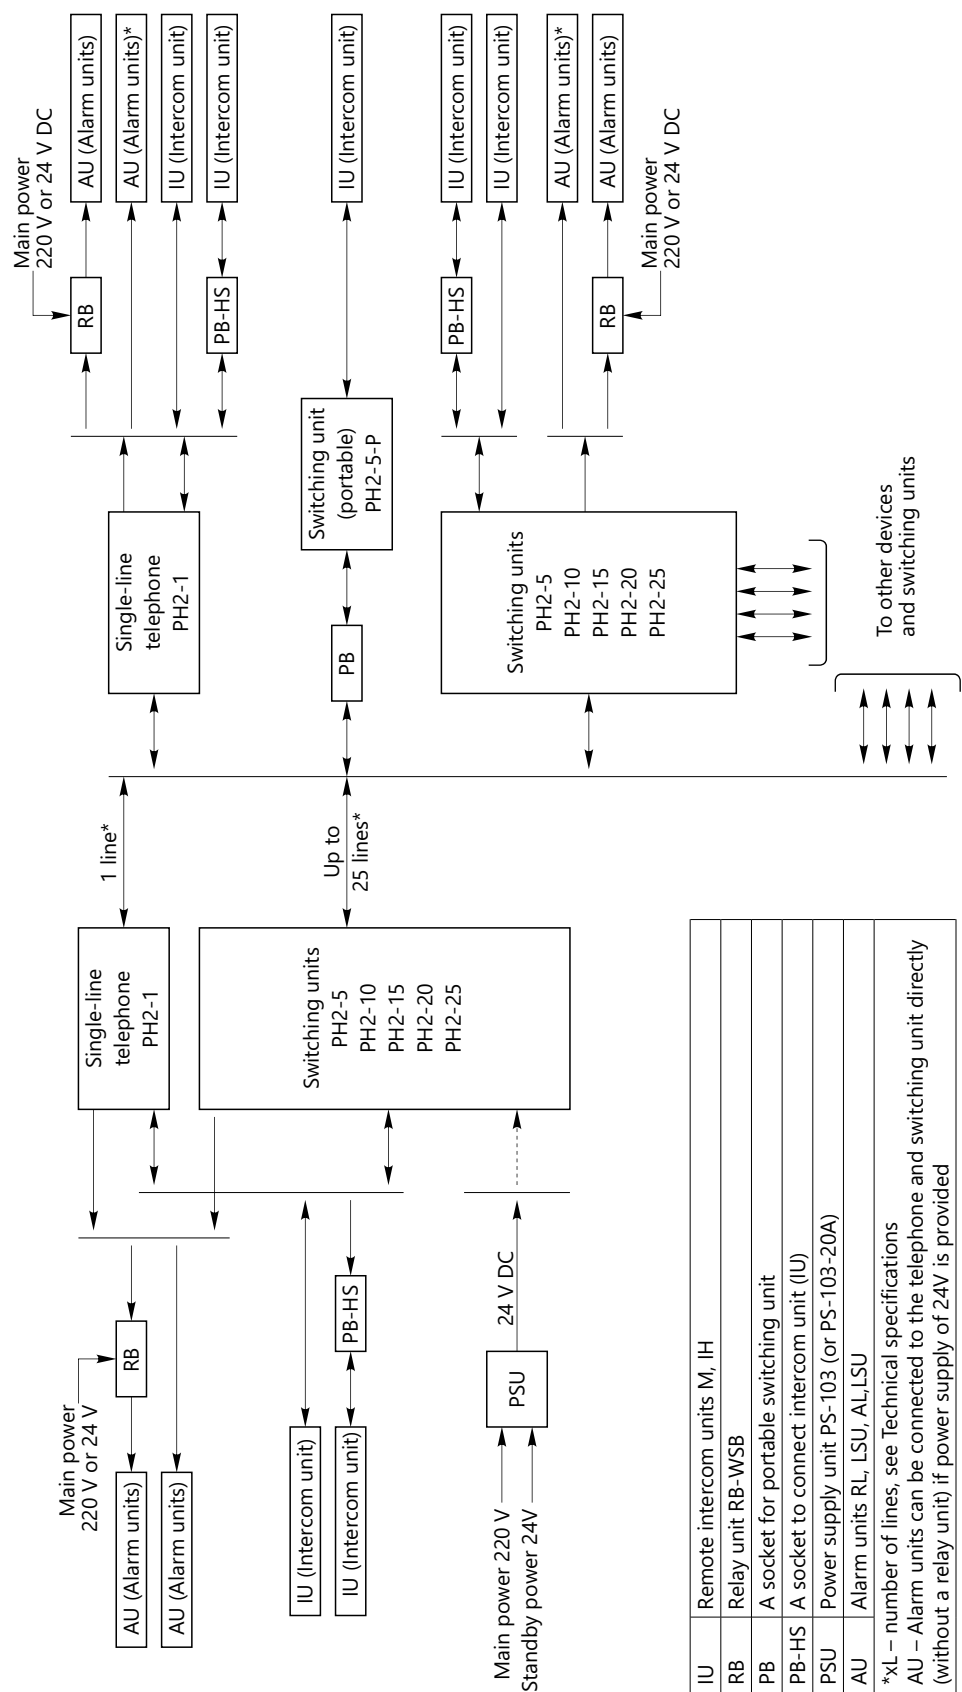 Main power
220 V or 24 V
AU (Alarm units)
RB
AU (Alarm units)
IU (Intercom unit)
IU (Intercom unit)
PB-HS
Main power 220 V
Standby power 24V
PSU
24 V DC
Single-line
telephone
PH2-1
Switching units
PH2-5
PH2-10
PH2-15
PH2-20
PH2-25
1 line*
Up to
25 lines*
Single-line
telephone
PH2-1
Main power
220 V or 24 V DC
RB
AU (Alarm units)
AU (Alarm units)*
IU (Intercom unit)
PB-HS
IU (Intercom unit)
PB
Switching unit
(portable)
PH2-5-P
IU (Intercom unit)
Switching units
PH2-5
PH2-10
PH2-15
PH2-20
PH2-25
PB-HS
IU (Intercom unit)
IU (Intercom unit)
AU (Alarm units)*
RB
AU (Alarm units)
Main power
220 V or 24 V DC
To other devices
and switching units
IU Remote intercom units M, IH
RB Relay unit RB-WSB
PB A socket for portable switching unit
PB-HS A socket to connect intercom unit (IU)
PSU Power supply unit PS-103 (or PS-103-20A)
AU Alarm units RL, LSU, AL,LSU
*xL – number of lines, see Technical specifications
AU – Alarm units can be connected to the telephone and switching unit directly
(without a relay unit) if power supply of 24V is provided